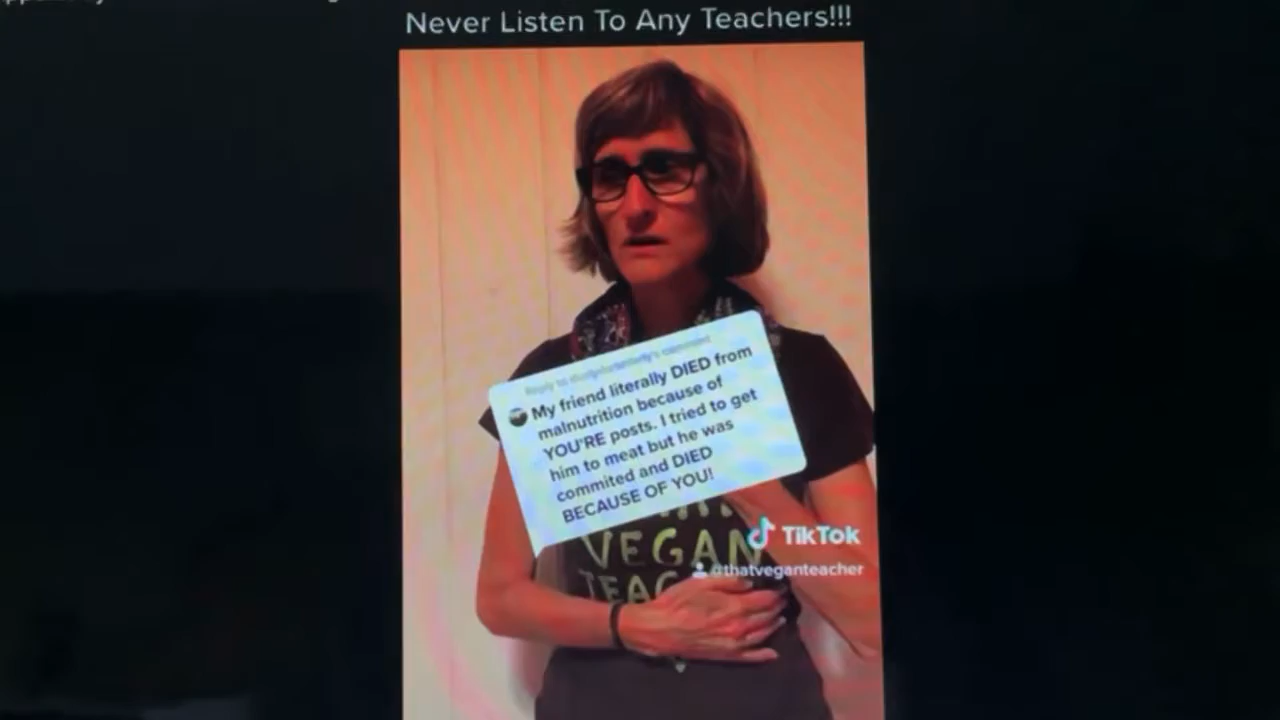 Never Listen To Any Teachers!!!
My friend literally DIED from
malnutrition because of
YOU'RE posts. I tried to get
him to meat but he was
commited and DIED
BECAUSE OF YOU!
VEGAN
TikTok
@thatveganteacher